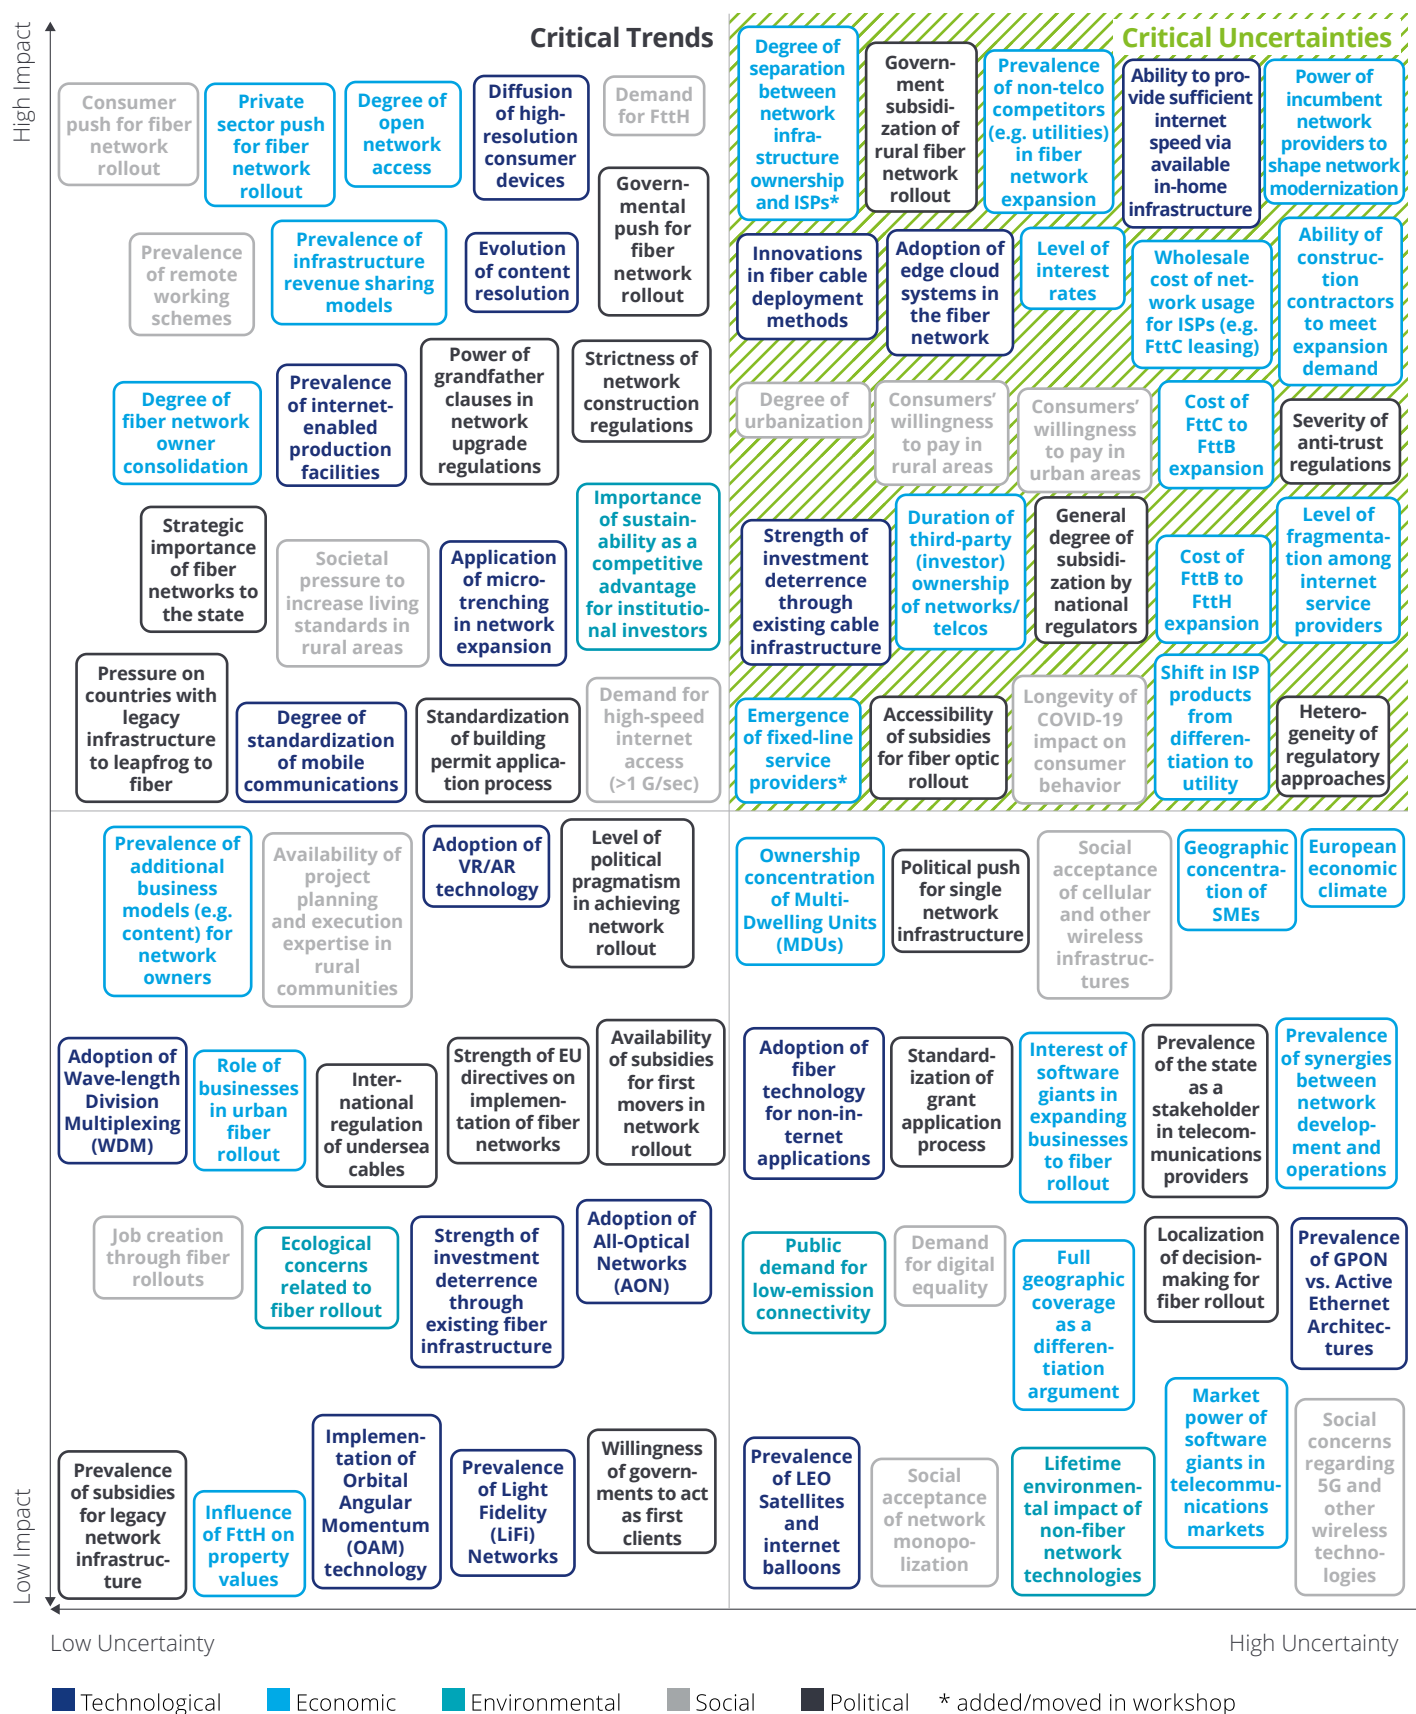 High Impact
Critical Trends
Critical Uncertainties
Consumer
push for fiber
network
rollout
Private
sector push
for fiber
network
rollout
Degree of
open
network
access
Diffusion
of high-
resolution
consumer
devices
Demand
for FttH
Govern-
mental
push for
fiber
network
rollout
Prevalence
of remote
working
schemes
Prevalence of
infrastructure
revenue sharing
models
Evolution
of content
resolution
Degree of
fiber network
owner
consolidation
Prevalence
of internet-
enabled
production
facilities
Power of
grandfather
clauses in
network
upgrade
regulations
Strictness of
network
construction
regulations
Strategic
importance
of fiber
networks to
the state
Societal
pressure to
increase living
standards in
rural areas
Application
of micro-
trenching
in network
expansion
Importance
of sustain-
ability as a
competitive
advantage
for institutio-
nal investors
Pressure on
countries with
legacy
infrastructure
to leapfrog to
fiber
Degree of
standardization
of mobile
communications
Standardization
of building
permit applica-
tion process
Demand for
high-speed
internet
access
(>1 G/sec)
Degree of
separation
between
network
infra-
structure
ownership
and ISPs*
Govern-
ment
subsidi-
zation of
rural fiber
network
rollout
Prevalence
of non-telco
competitors
(e.g. utilities)
in fiber
network
expansion
Ability to pro-
vide sufficient
internet
speed via
available
in-home
infrastructure
Power of
incumbent
network
providers to
shape network
modernization
Innovations
in fiber cable
deployment
methods
Adoption of
edge cloud
systems in
the fiber
network
Level of
interest
rates
Wholesale
cost of net-
work usage
for ISPs (e.g.
FttC leasing)
Ability of
construc-
tion
contractors
to meet
expansion
demand
Degree of
urbanization
Consumers’
willingness
to pay in
rural areas
Consumers’
willingness
to pay in
urban areas
Cost of
FttC to
FttB
expansion
Severity of
anti-trust
regulations
Strength of
investment
deterrence
through
existing cable
infrastructure
Duration of
third-party
(investor)
ownership
of networks/
telcos
General
degree of
subsidi-
zation by
national
regulators
Cost of
FttB to
FttH
expansion
Level of
fragmenta-
tion among
internet
service
providers
Emergence
of fixed-line
service
providers*
Accessibility
of subsidies
for fiber optic
rollout
Longevity of
COVID-19
impact on
consumer
behavior
Shift in ISP
products
from
differen-
tiation to
utility
Hetero-
geneity of
regulatory
approaches
Prevalence of
additional
business
models (e.g.
content) for
network
owners
Availability of
project
planning
and execution
expertise in
rural
communities
Adoption of
VR/AR
technology
Level of
political
pragmatism
in achieving
network
rollout
Adoption of
Wave-length
Division
Multiplexing
(WDM)
Role of
businesses
in urban
fiber
rollout
Inter-
national
regulation
of undersea
cables
Strength of EU
directives on
implemen-
tation of fiber
networks
Availability
of subsidies
for first
movers in
network
rollout
Job creation
through fiber
rollouts
Ecological
concerns
related to
fiber rollout
Strength of
investment
deterrence
through
existing fiber
infrastructure
Adoption of
All-Optical
Networks
(AON)
Prevalence
of subsidies
for legacy
network
infrastruc-
ture
Influence
of FttH on
property
values
Implemen-
tation of
Orbital
Angular
Momentum
(OAM)
technology
Prevalence
of Light
Fidelity
(LiFi)
Networks
Willingness
of govern-
ments to act
as first
clients
Ownership
concentration
of Multi-
Dwelling Units
(MDUs)
Political push
for single
network
infrastructure
Social
acceptance
of cellular
and other
wireless
infrastruc-
tures
Geographic
concentra-
tion of
SMEs
European
economic
climate
Adoption of
fiber
technology
for non-in-
ternet
applications
Standard-
ization of
grant
application
process
Interest of
software
giants in
expanding
businesses
to fiber
rollout
Prevalence
of the state
as a
stakeholder
in telecom-
munications
providers
Prevalence
of synergies
between
network
develop-
ment and
operations
Public
demand for
low-emission
connectivity
Demand
for digital
equality
Full
geographic
coverage
as a
differen-
tiation
argument
Localization
of decision-
making for
fiber rollout
Prevalence
of GPON
vs. Active
Ethernet
Architec-
tures
Prevalence
of LEO
Satellites
and
internet
balloons
Social
acceptance
of network
monopo-
lization
Lifetime
environmen-
tal impact of
non-fiber
network
technologies
Market
power of
software
giants in
telecommu-
nications
markets
Social
concerns
regarding
5G and
other
wireless
techno-
logies
Low Impact
Low Uncertainty
High Uncertainty
Technological
Economic
Environmental
Social
Political
* added/moved in workshop